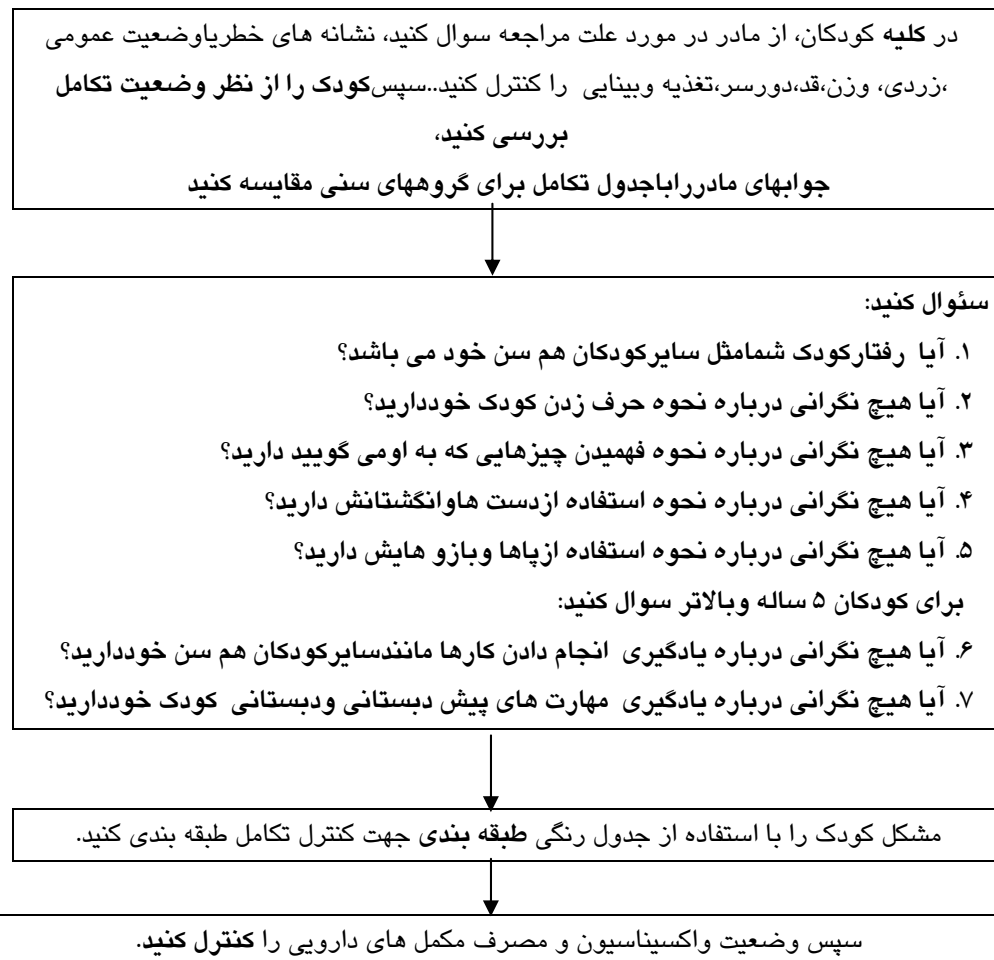 در کلیه کودکان، از مادر در مورد علت مراجعه سوال کنید، نشانه های خطریاوضعیت عمومی
،زردی، وزن،قد،دورسر،تغذیه وبینایی را کنترل کنید..سپس‌کودک را از نظر وضعیت تکامل
بررسی کنید،
جوابهای مادرراباجدول تکامل برای گروههای سنی مقایسه کنید
سئوال کنید:
۱. آیا رفتارکودک شمامثل سایرکودکان هم سن خود می باشد؟
۲. آیا هیچ نگرانی درباره نحوه حرف زدن کودک خوددارید؟
۳. آیا هیچ نگرانی درباره نحوه فهمیدن چیزهایی که به اومی گویید دارید؟
۴. آیا هیچ نگرانی درباره نحوه استفاده ازدست هاوانگشتانش دارید؟
۵. آیا هیچ نگرانی درباره نحوه استفاده ازپاها وبازو هایش دارید؟
برای کودکان ۵ ساله وبالاتر سوال کنید:
۶. آیا هیچ نگرانی درباره یادگیری انجام دادن کارها مانندسایرکودکان هم سن خوددارید؟
۷. آیا هیچ نگرانی درباره یادگیری مهارت های پیش دبستانی ودبستانی کودک خوددارید؟
مشکل کودک را با استفاده از جدول رنگی طبقه بندی جهت کنترل تکامل طبقه بندی کنید.
سپس وضعیت واکسیناسیون و مصرف مکمل های دارویی را کنترل کنید.